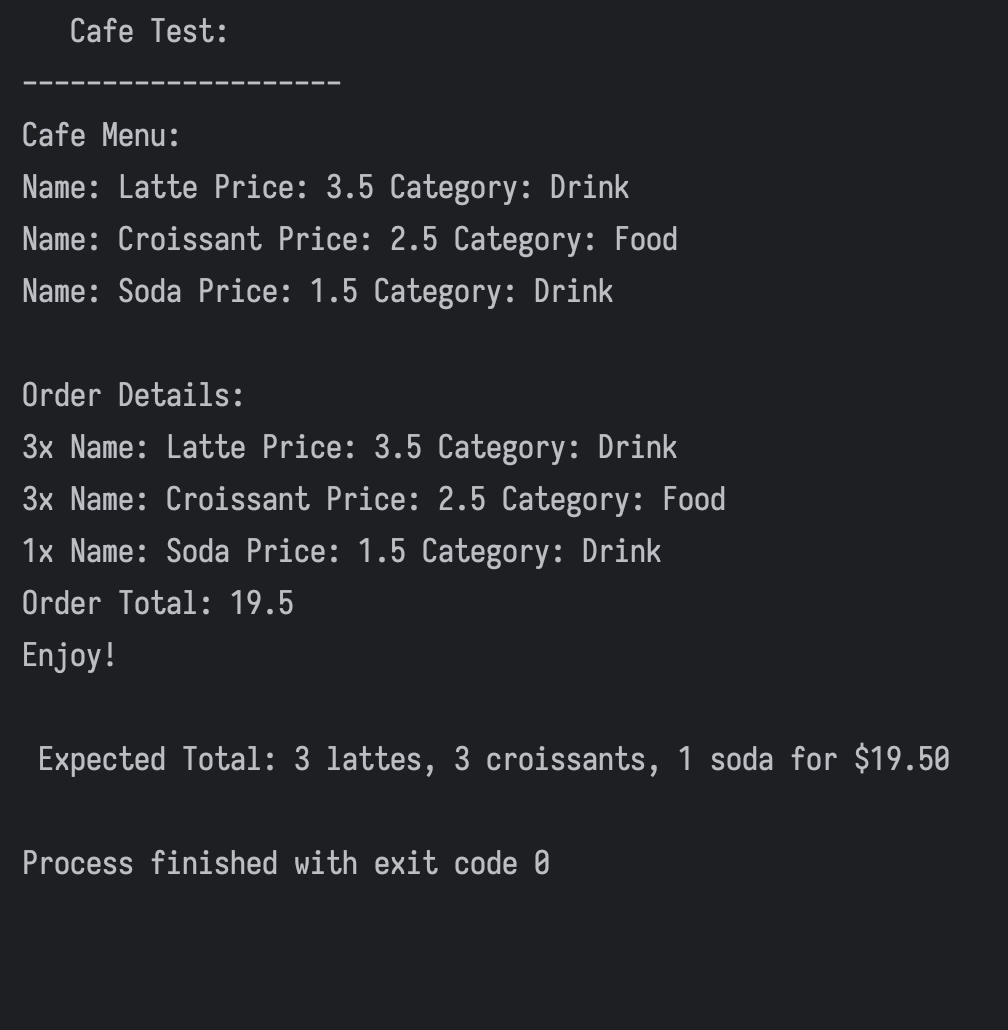 Cafe Test:
--------------------
Cafe Menu:
Name: Latte Price: 3.5 Category: Drink
Name: Croissant Price: 2.5 Category: Food
Name: Soda Price: 1.5 Category: Drink
Order Details:
3x Name: Latte Price: 3.5 Category: Drink
3x Name: Croissant Price: 2.5 Category: Food
1x Name: Soda Price: 1.5 Category: Drink
Order Total: 19.5
Enjoy!
Expected Total: 3 lattes, 3 croissants, 1 soda for $19.50
Process finished with exit code 0